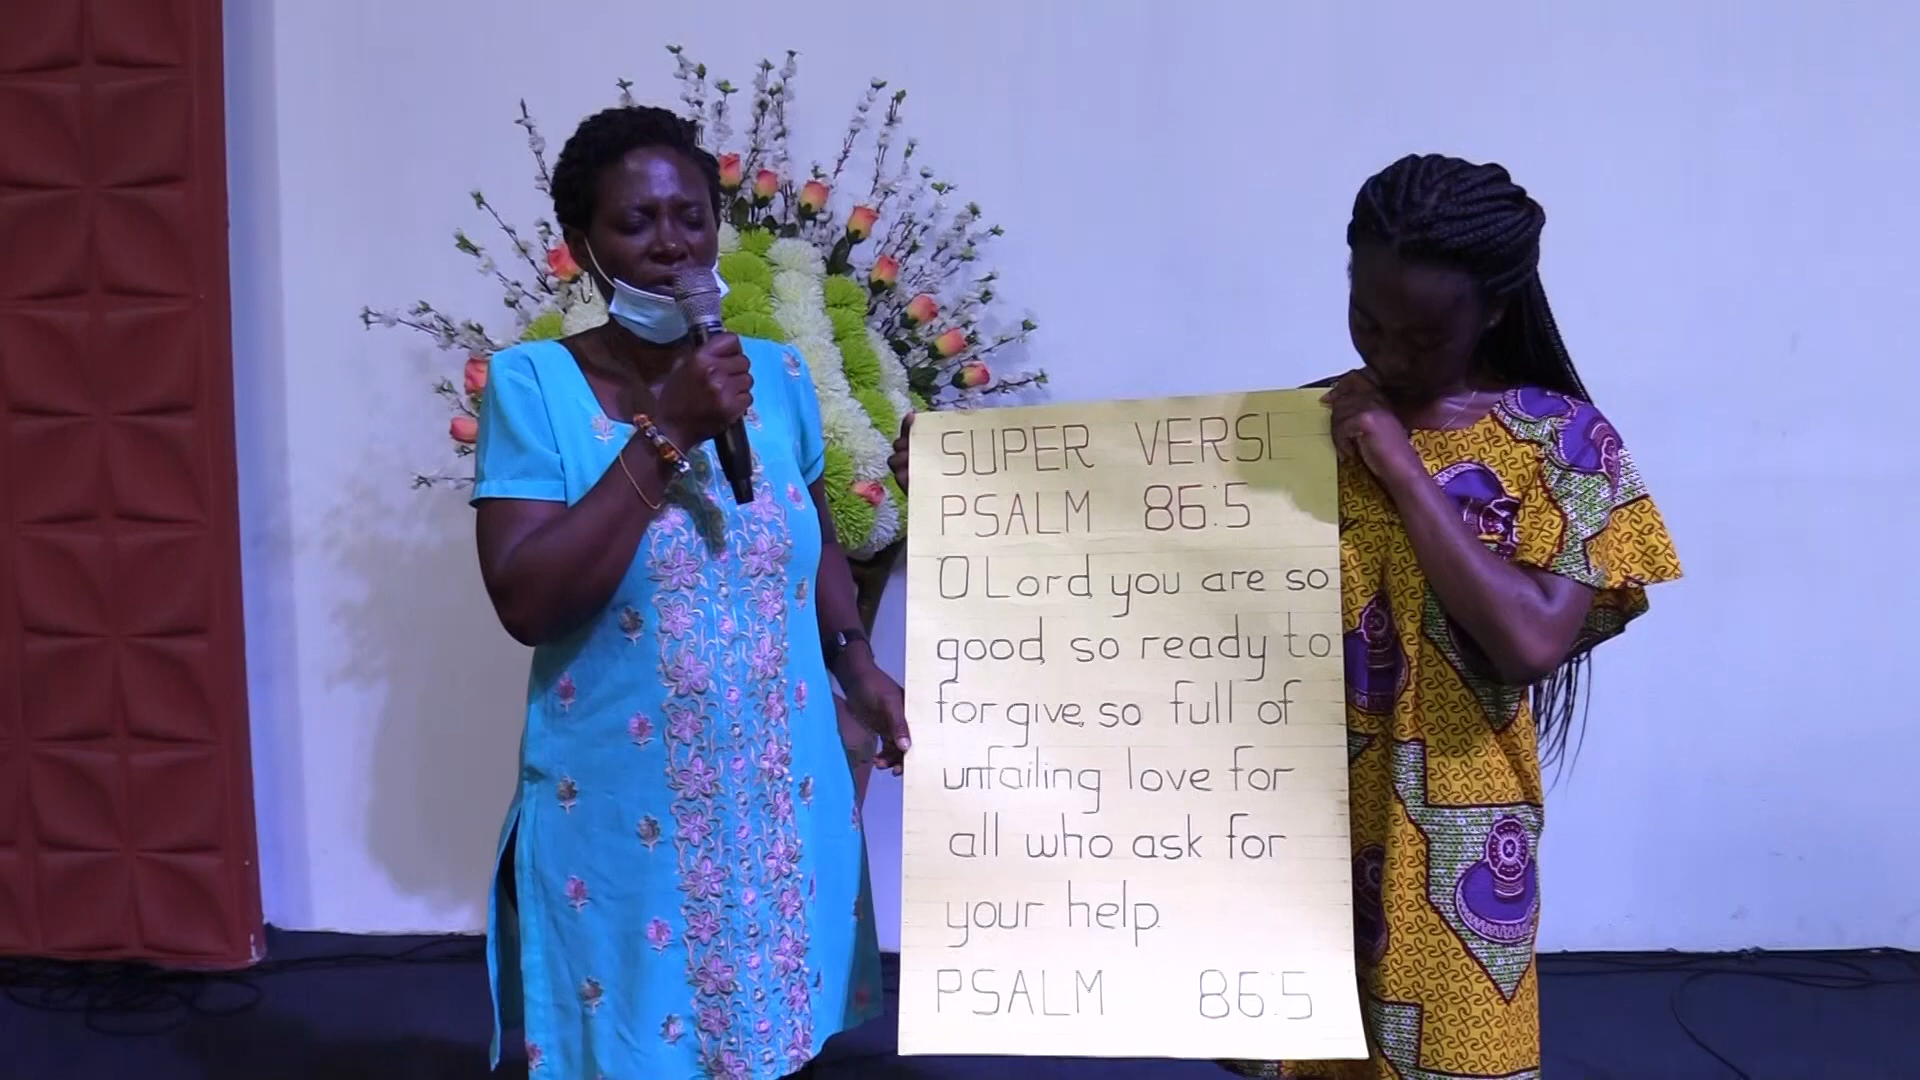 SUPER VERSE
PSALM 86:5
O Lord, you are so
good, so ready to
forgive, so full of
unfailing love for
all who ask for
your help.
PSALM 86:5